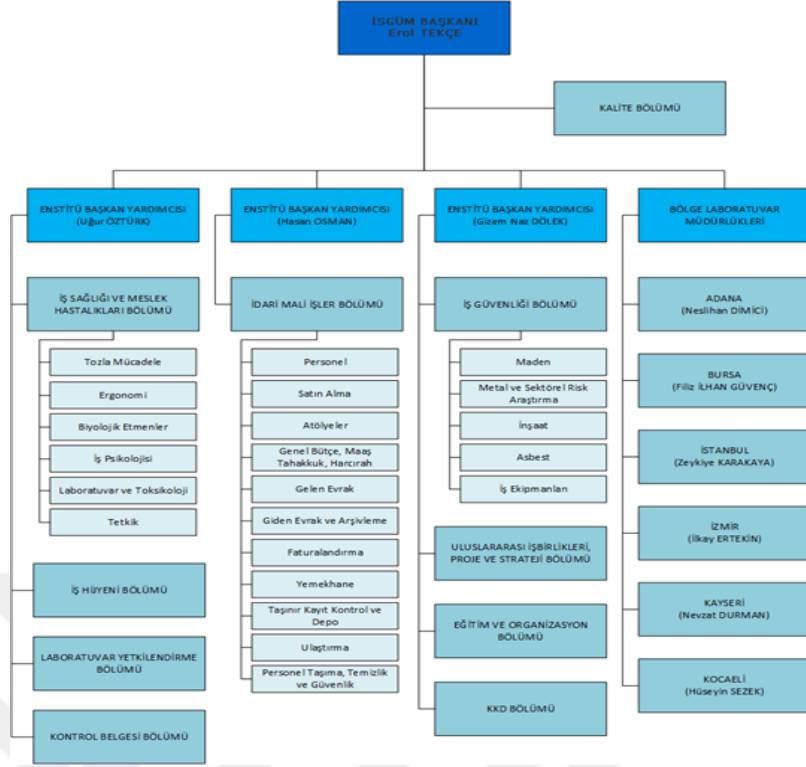 İSGÜM BAŞKANI
Erol TEKÇE
KALİTE BÖLÜMÜ
ENSTİTÜ BAŞKAN YARDIMCISI
(Uğur ÖZTÜRK)
İŞ SAĞLIĞI VE MESLEK
HASTALIKLARI BÖLÜMÜ
Tozla Mücadele
Ergonomi
Biyolojik Etmenler
İş Psikolojisi
Laboratuvar ve Toksikoloji
Tetkik
İŞ HİJYENİ BÖLÜMÜ
LABORATUVAR YETKİLENDİRME
BÖLÜMÜ
KONTROL BELGESİ BÖLÜMÜ
ENSTİTÜ BAŞKAN YARDIMCISI
(Hasan OSMAN)
İDARİ MALİ İŞLER BÖLÜMÜ
Personel
Satın Alma
Atölyeler
Genel Bütçe, Maaş
Tahakkuk, Harcırah
Gelen Evrak
Giden Evrak ve Arşivleme
Faturalandırma
Yemekhane
Taşınır Kayıt Kontrol ve
Depo
Ulaştırma
Personel Taşıma, Temizlik
ve Güvenlik
ENSTİTÜ BAŞKAN YARDIMCISI
(Gizem Naz DÖLEK)
İŞ GÜVENLİĞİ BÖLÜMÜ
Maden
Metal ve Sektörel Risk
Araştırma
İnşaat
Asbest
İş Ekipmanları
ULUSLARARASI İŞBİRLİKLERİ,
PROJE VE STRATEJİ BÖLÜMÜ
EĞİTİM VE ORGANİZASYON
BÖLÜMÜ
KKD BÖLÜMÜ
BÖLGE LABORATUVAR
MÜDÜRLÜKLERİ
ADANA
(Neslihan DİMİCİ)
BURSA
(Filiz İLHAN GÜVENÇ)
İSTANBUL
(Zeykiye KARAKAYA)
İZMİR
(İlkay ERTEKİN)
KAYSERİ
(Nevzat DURMAN)
KOCAELİ
(Hüseyin SEZEK)